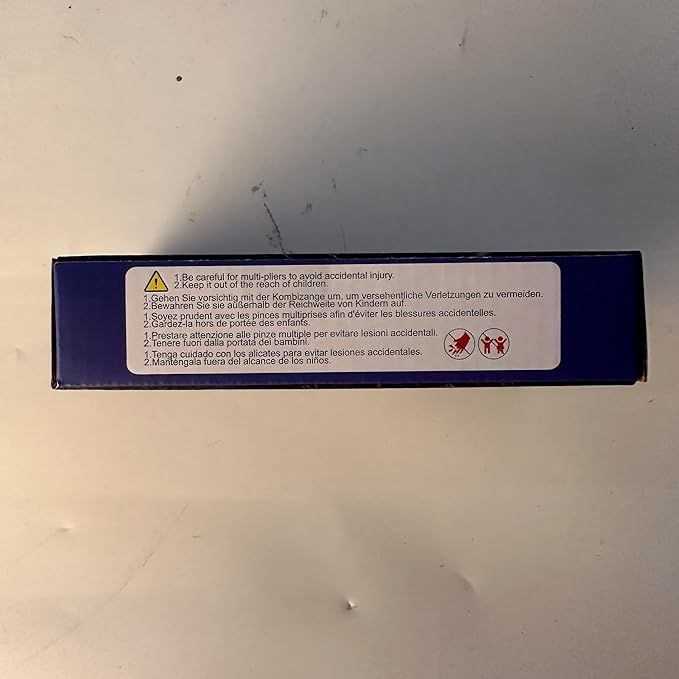 1.Be careful for multi-pliers to avoid accidental injury.
2.Keep it out of the reach of children.
1.Gehen Sie vorsichtig mit der Kombizange um, um versehentliche Verletzungen zu vermeiden.
2.Bewahren Sie sie außerhalb der Reichweite von Kindern auf.
1.Soyez prudent avec les pinces multiprises afin d'éviter les blessures accidentelles.
2.Gardez-la hors de portée des enfants.
1.Prestare attenzione alle pinze multiple per evitare lesioni accidentali.
2.Tenere fuori dalla portata dei bambini.
1.Tenga cuidado con los alicates para evitar lesiones accidentales.
2.Manténgala fuera del alcance de los niños.